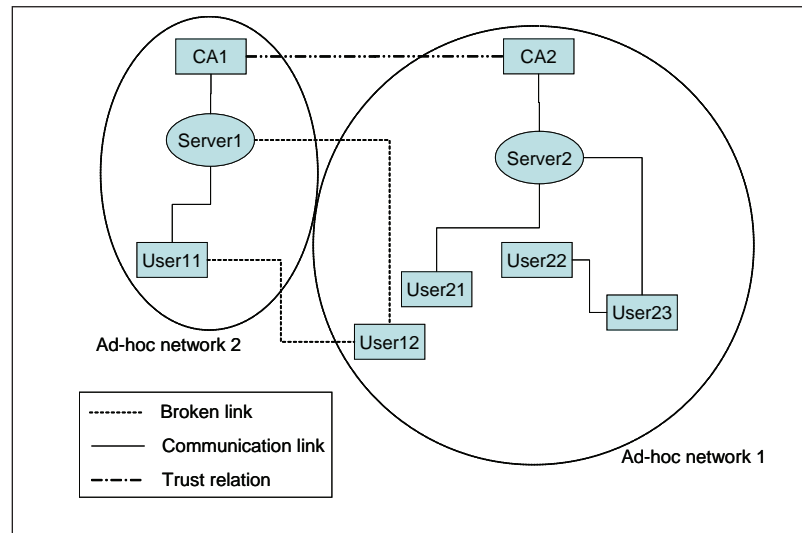 CA1
CA2
Server1
Server2
User11
User22
User21
User23
User12
Ad-hoc network 2
Broken link
Communication link
Trust relation
Ad-hoc network 1